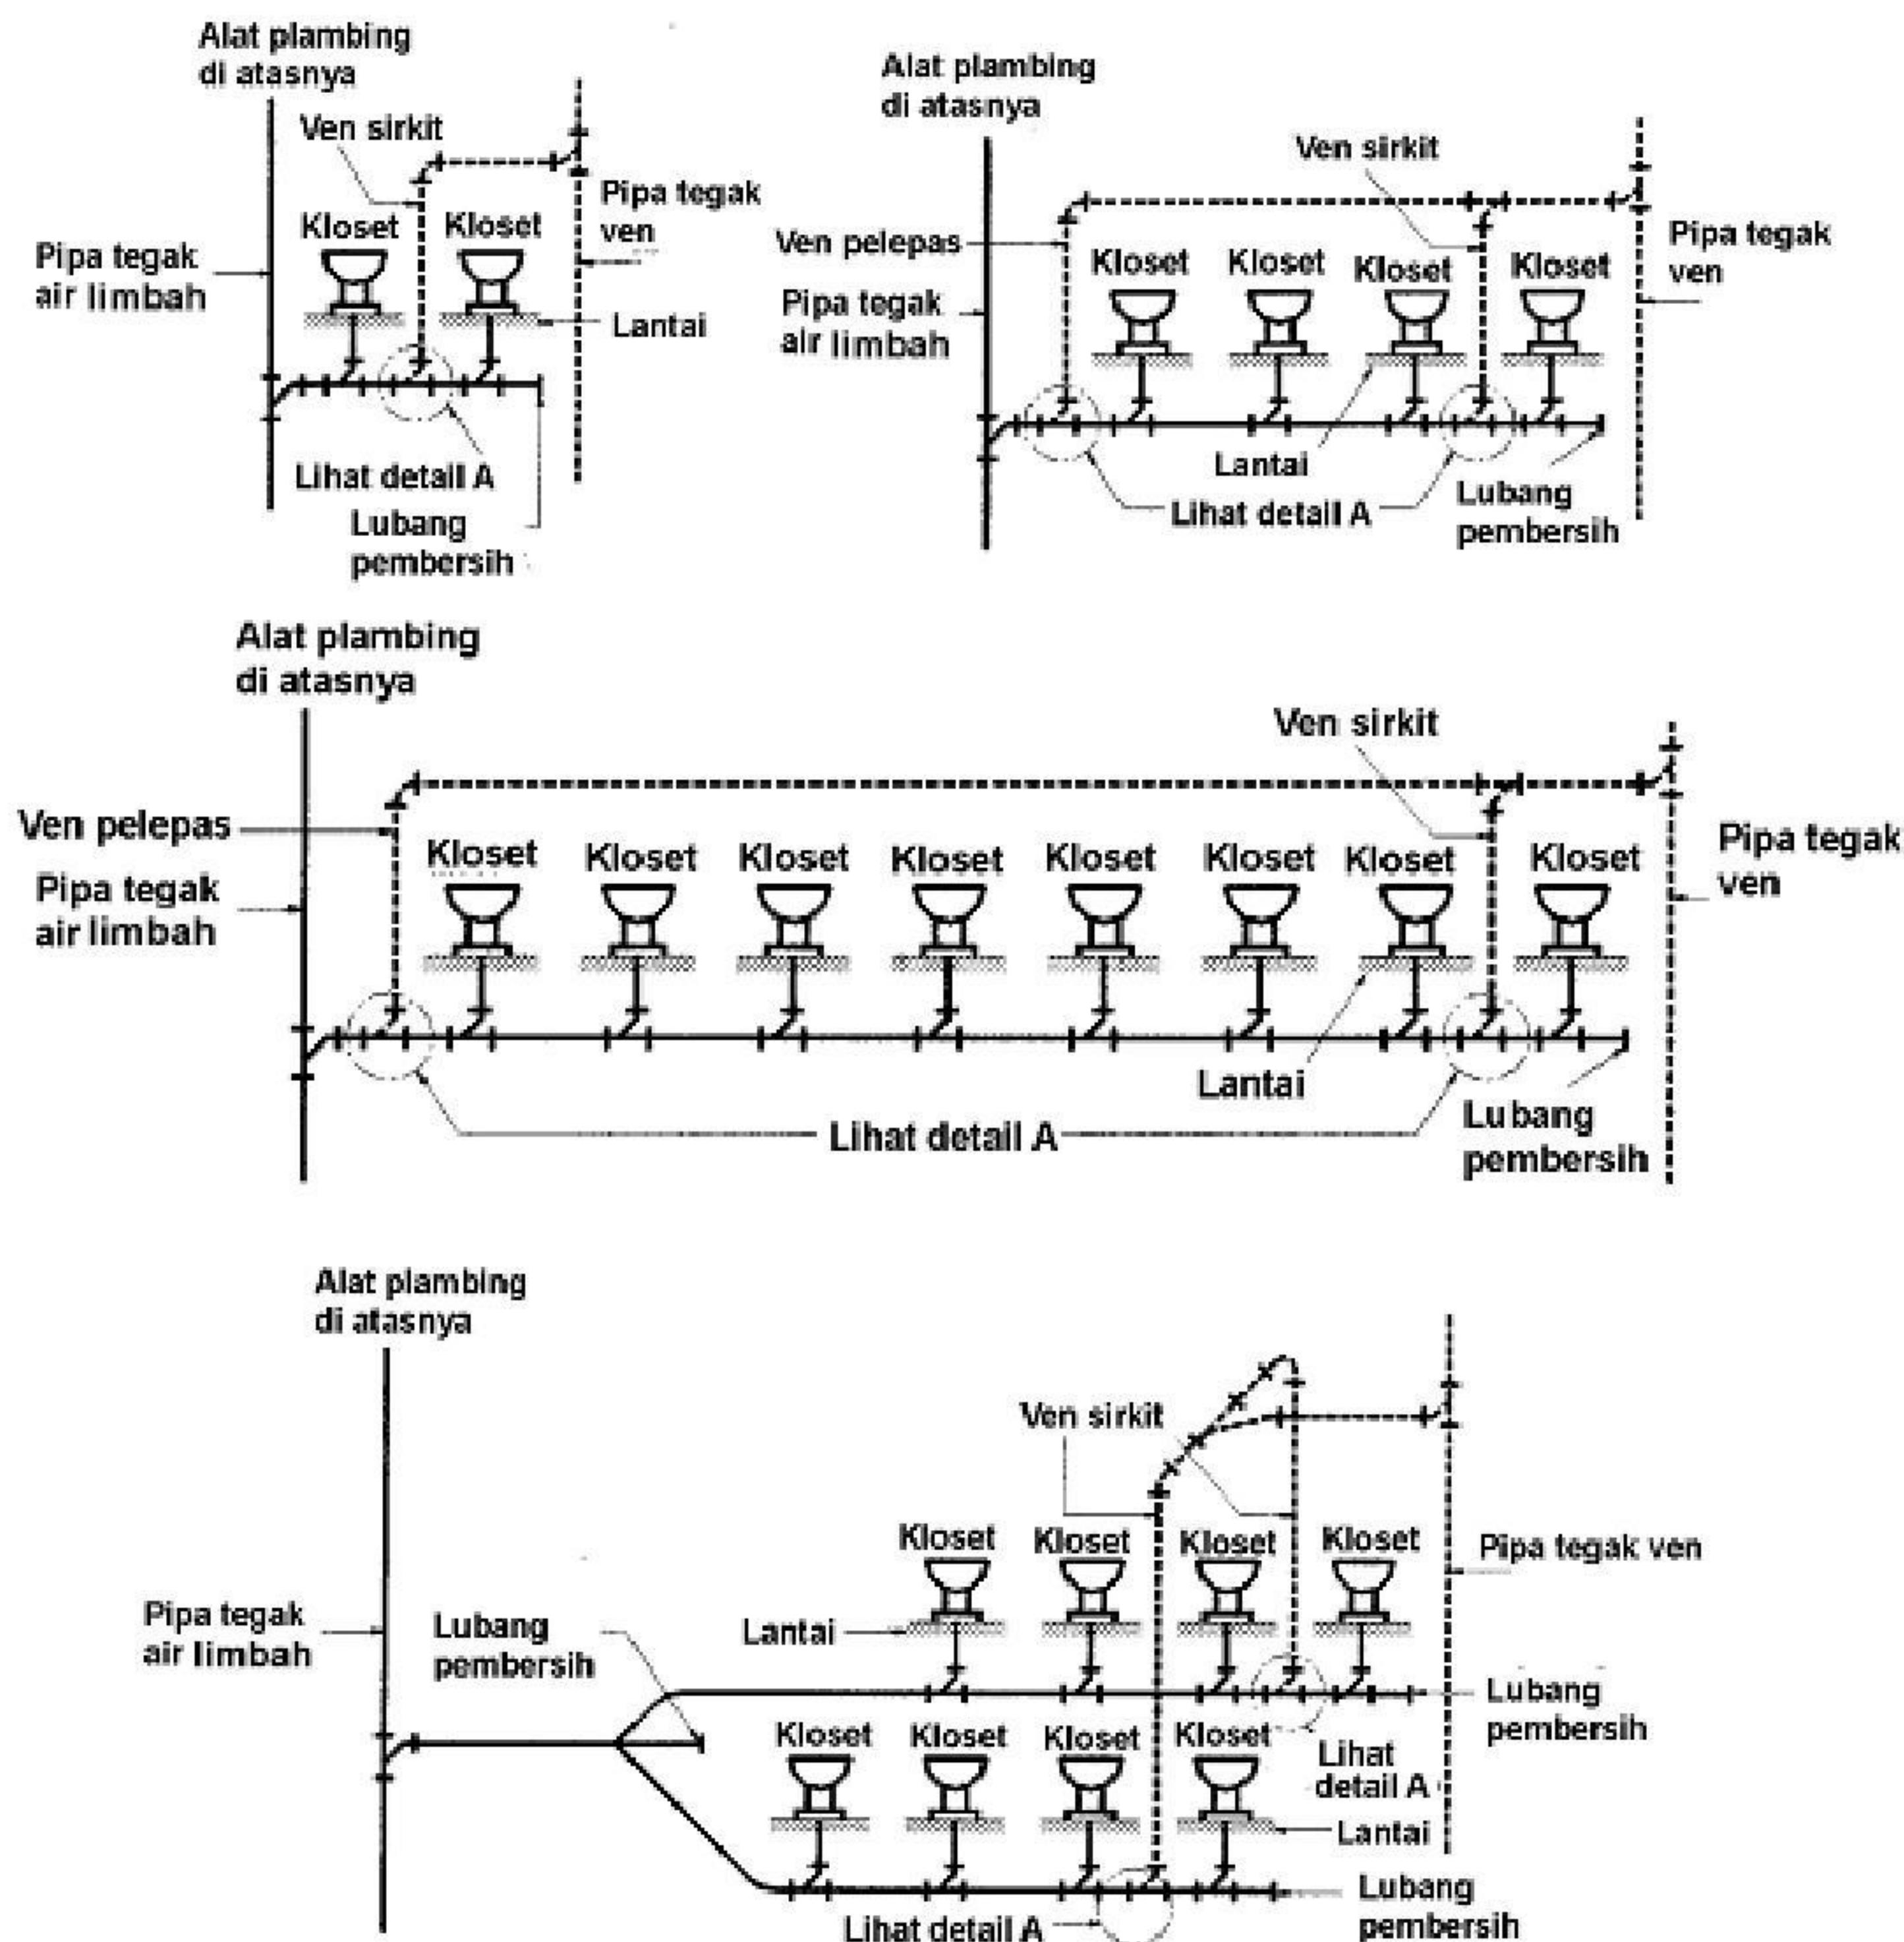 Alat plambing
di atasnya
Ven sirkit
Kloset
Kloset
Pipa tegak
ven
Pipa tegak
air limbah
Lantai
Lihat detail A
Lubang
pembersih
Alat plambing
di atasnya
Ven sirkit
Ven pelepas
Kloset
Kloset
Kloset
Kloset
Pipa tegak
ven
Pipa tegak
air limbah
Lantai
Lihat detail A
Lubang
pembersih
Alat plambing
di atasnya
Ven sirkit
Ven pelepas
Kloset
Kloset
Kloset
Kloset
Kloset
Kloset
Kloset
Kloset
Pipa tegak
ven
Pipa tegak
air limbah
Lantai
Lihat detail A
Lubang
pembersih
Alat plambing
di atasnya
Ven sirkit
Kloset
Kloset
Kloset
Kloset
Pipa tegak ven
Pipa tegak
air limbah
Lubang
pembersih
Lantai
Lubang
pembersih
Kloset
Kloset
Kloset
Kloset
Lihat
detail A
Lantai
Lubang
pembersih
Lihat detail A